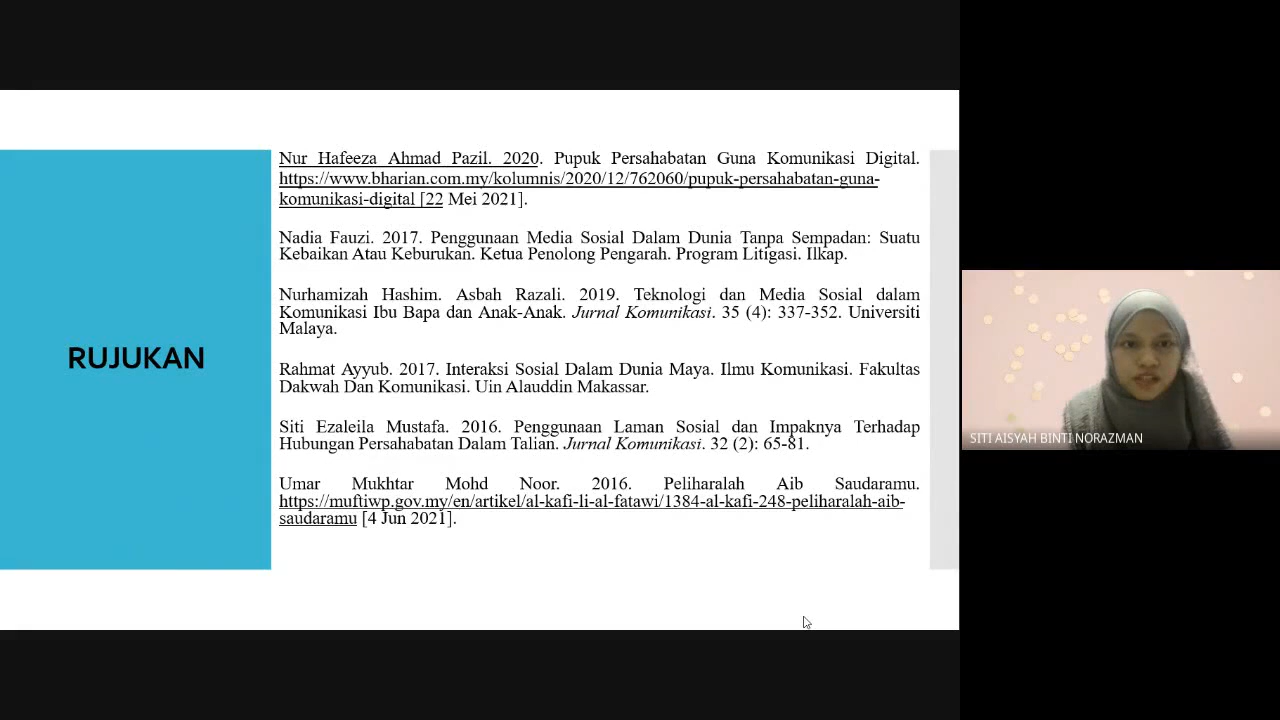 RUJUKAN
Nur Hafeeza Ahmad Pazil. 2020. Pupuk Persahabatan Guna Komunikasi Digital.
https://www.bharian.com.my/kolumnis/2020/12/762060/pupuk-persahabatan-guna-
komunikasi-digital [22 Mei 2021].
Nadia Fauzi. 2017. Penggunaan Media Sosial Dalam Dunia Tanpa Sempadan: Suatu
Kebaikan Atau Keburukan. Ketua Penolong Pengarah. Program Litigasi. Ilkap.
Nurhamizah Hashim. Asbah Razali. 2019. Teknologi dan Media Sosial dalam
Komunikasi Ibu Bapa dan Anak-Anak. Jurnal Komunikasi. 35 (4): 337-352. Universiti
Malaya.
Rahmat Ayyub. 2017. Interaksi Sosial Dalam Dunia Maya. Ilmu Komunikasi. Fakultas
Dakwah Dan Komunikasi. Uin Alauddin Makassar.
Siti Ezaleila Mustafa. 2016. Penggunaan Laman Sosial dan Impaknya Terhadap
Hubungan Persahabatan Dalam Talian. Jurnal Komunikasi. 32 (2): 65-81.
Umar Mukhtar Mohd Noor. 2016. Peliharalah Aib Saudaramu.
https://muftiwp.gov.my/en/artikel/al-kafi-li-al-fatawi/1384-al-kafi-248-peliharalah-aib-
saudaramu [4 Jun 2021].
SITI AISYAH BINTI NORAZMAN